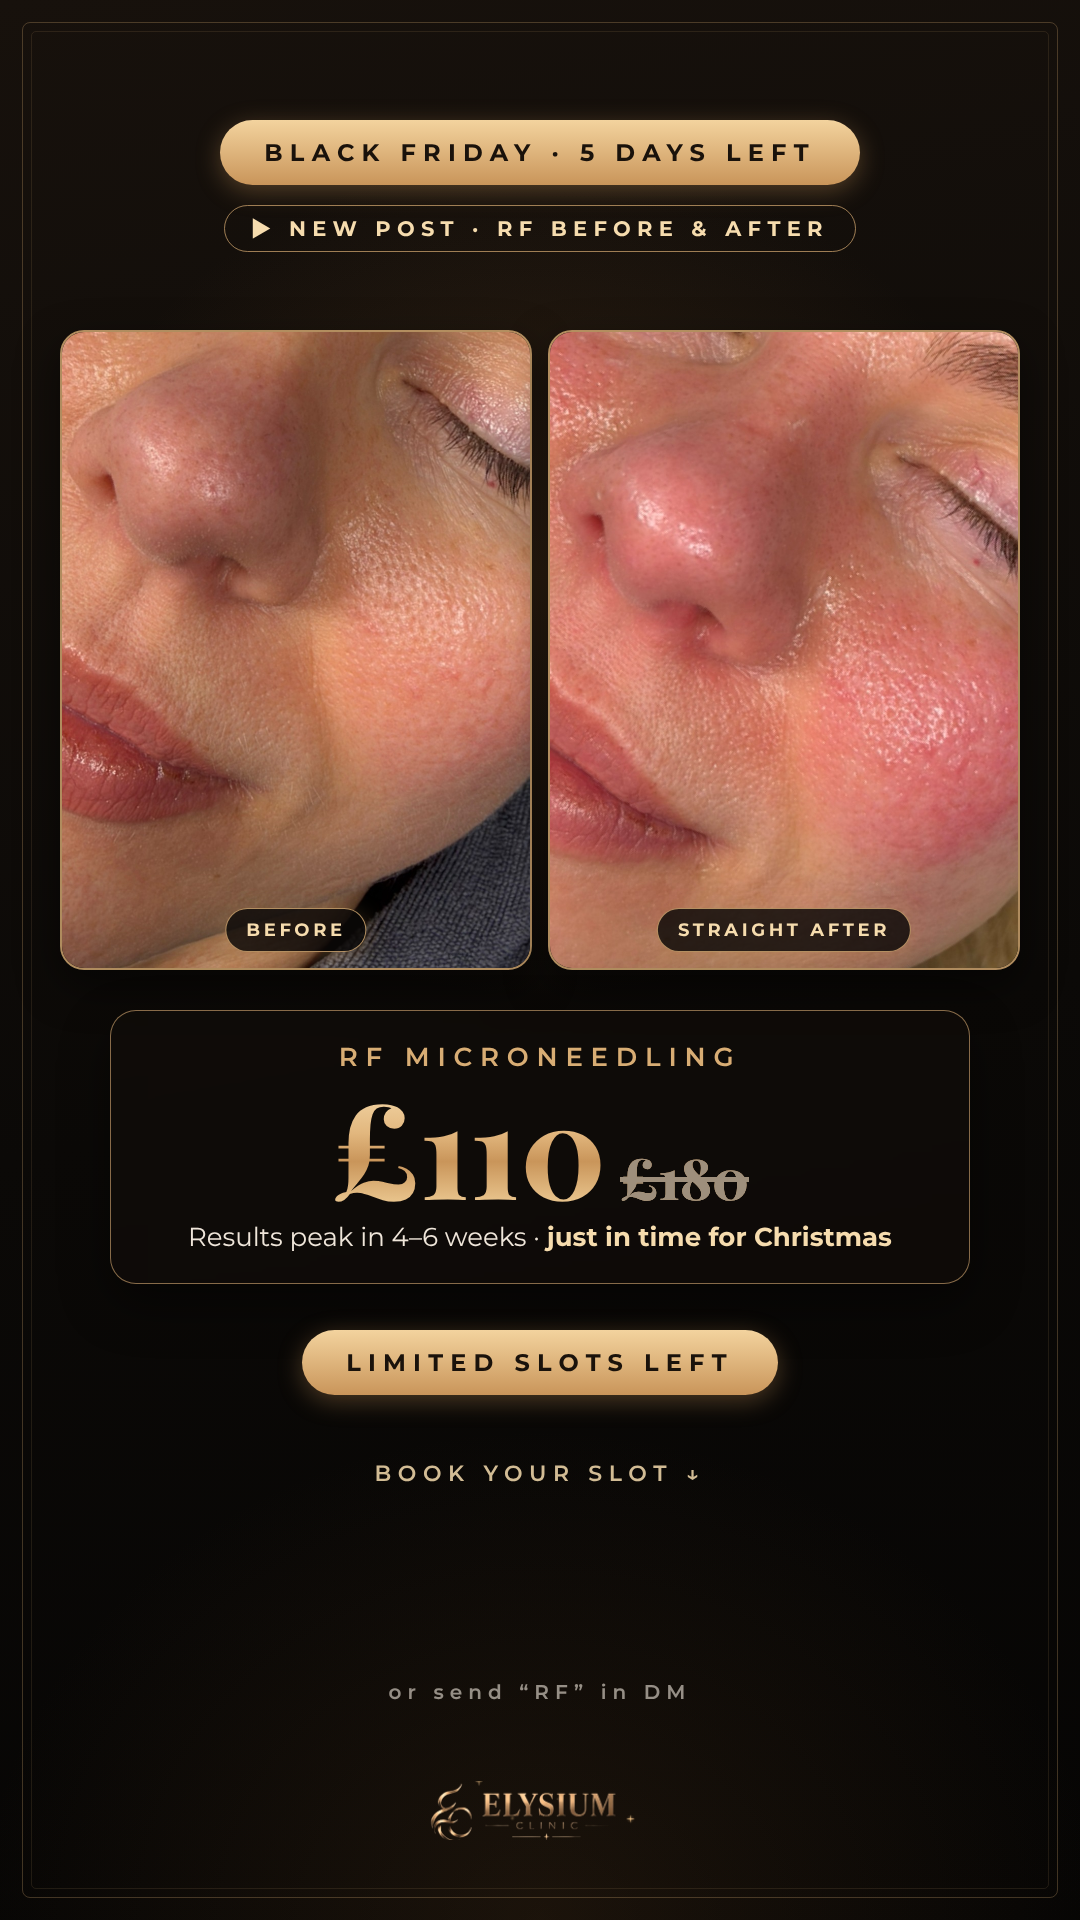 BLACK FRIDAY · 5 DAYS LEFT
▶ NEW POST · RF BEFORE & AFTER
BEFORE
STRAIGHT AFTER
RF MICRONEEDLING
£110 £180
Results peak in 4–6 weeks · just in time for Christmas
LIMITED SLOTS LEFT
BOOK YOUR SLOT ↓
or send “RF” in DM
ELYSIUM
CLINIC